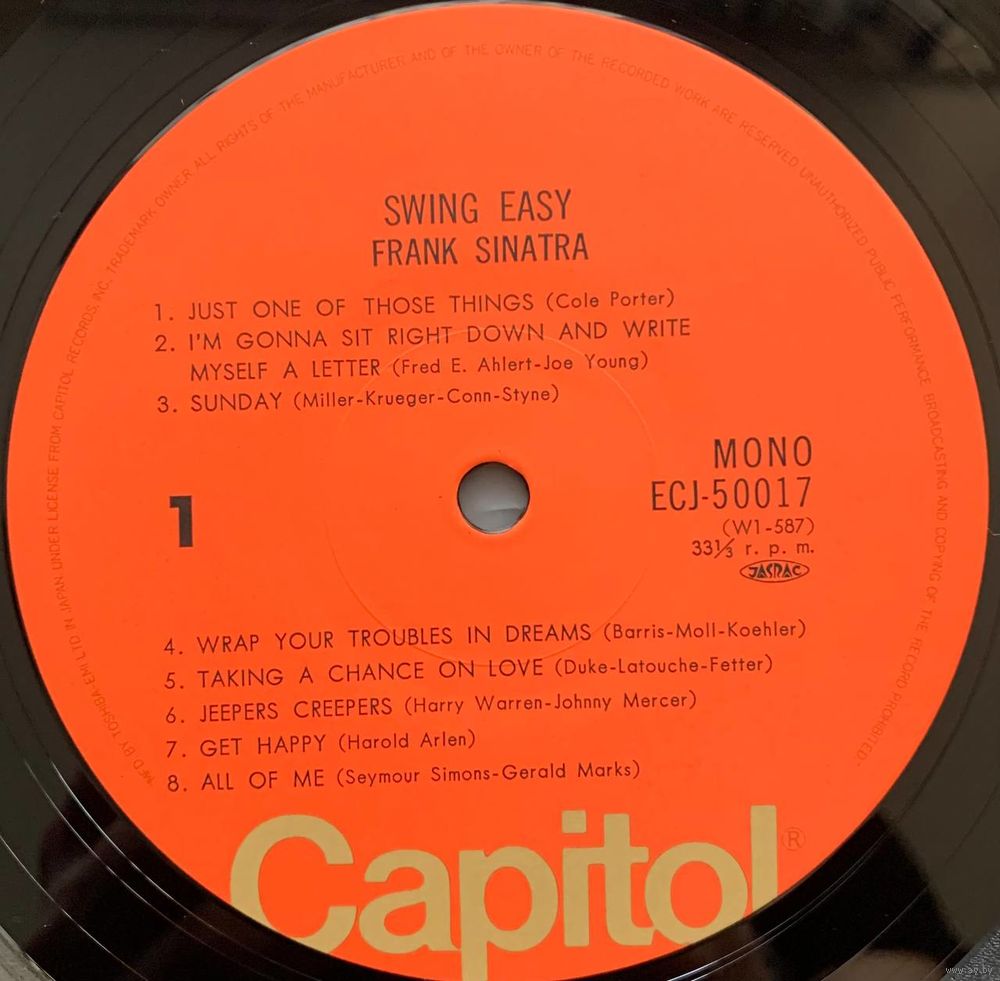 MFD BY TOSHIBA-EMI LTD IN JAPAN UNDER LICENSE FROM CAPITOL RECORDS, INC. TRADEMARK OWNER ALL RIGHTS OF THE MANUFACTURER AND OF THE OWNER OF THE RECORDED WORK ARE RESERVED UNAUTHORIZED PUBLIC PERFORMANCE BROADCASTING AND COPYING OF THE RECORD PROHIBITED.
SWING EASY
FRANK SINATRA
1. JUST ONE OF THOSE THINGS (Cole Porter)
2. I'M GONNA SIT RIGHT DOWN AND WRITE
MYSELF A LETTER (Fred E. Ahlert-Joe Young)
3. SUNDAY (Miller-Krueger-Conn-Styne)
1
MONO
ECJ-50017
(W1-587)
33⅓ r. p. m.
JASRAC
4. WRAP YOUR TROUBLES IN DREAMS (Barris-Moll-Koehler)
5. TAKING A CHANCE ON LOVE (Duke-Latouche-Fetter)
6. JEEPERS CREEPERS (Harry Warren-Johnny Mercer)
7. GET HAPPY (Harold Arlen)
8. ALL OF ME (Seymour Simons-Gerald Marks)
Capitol®
www.ay.by